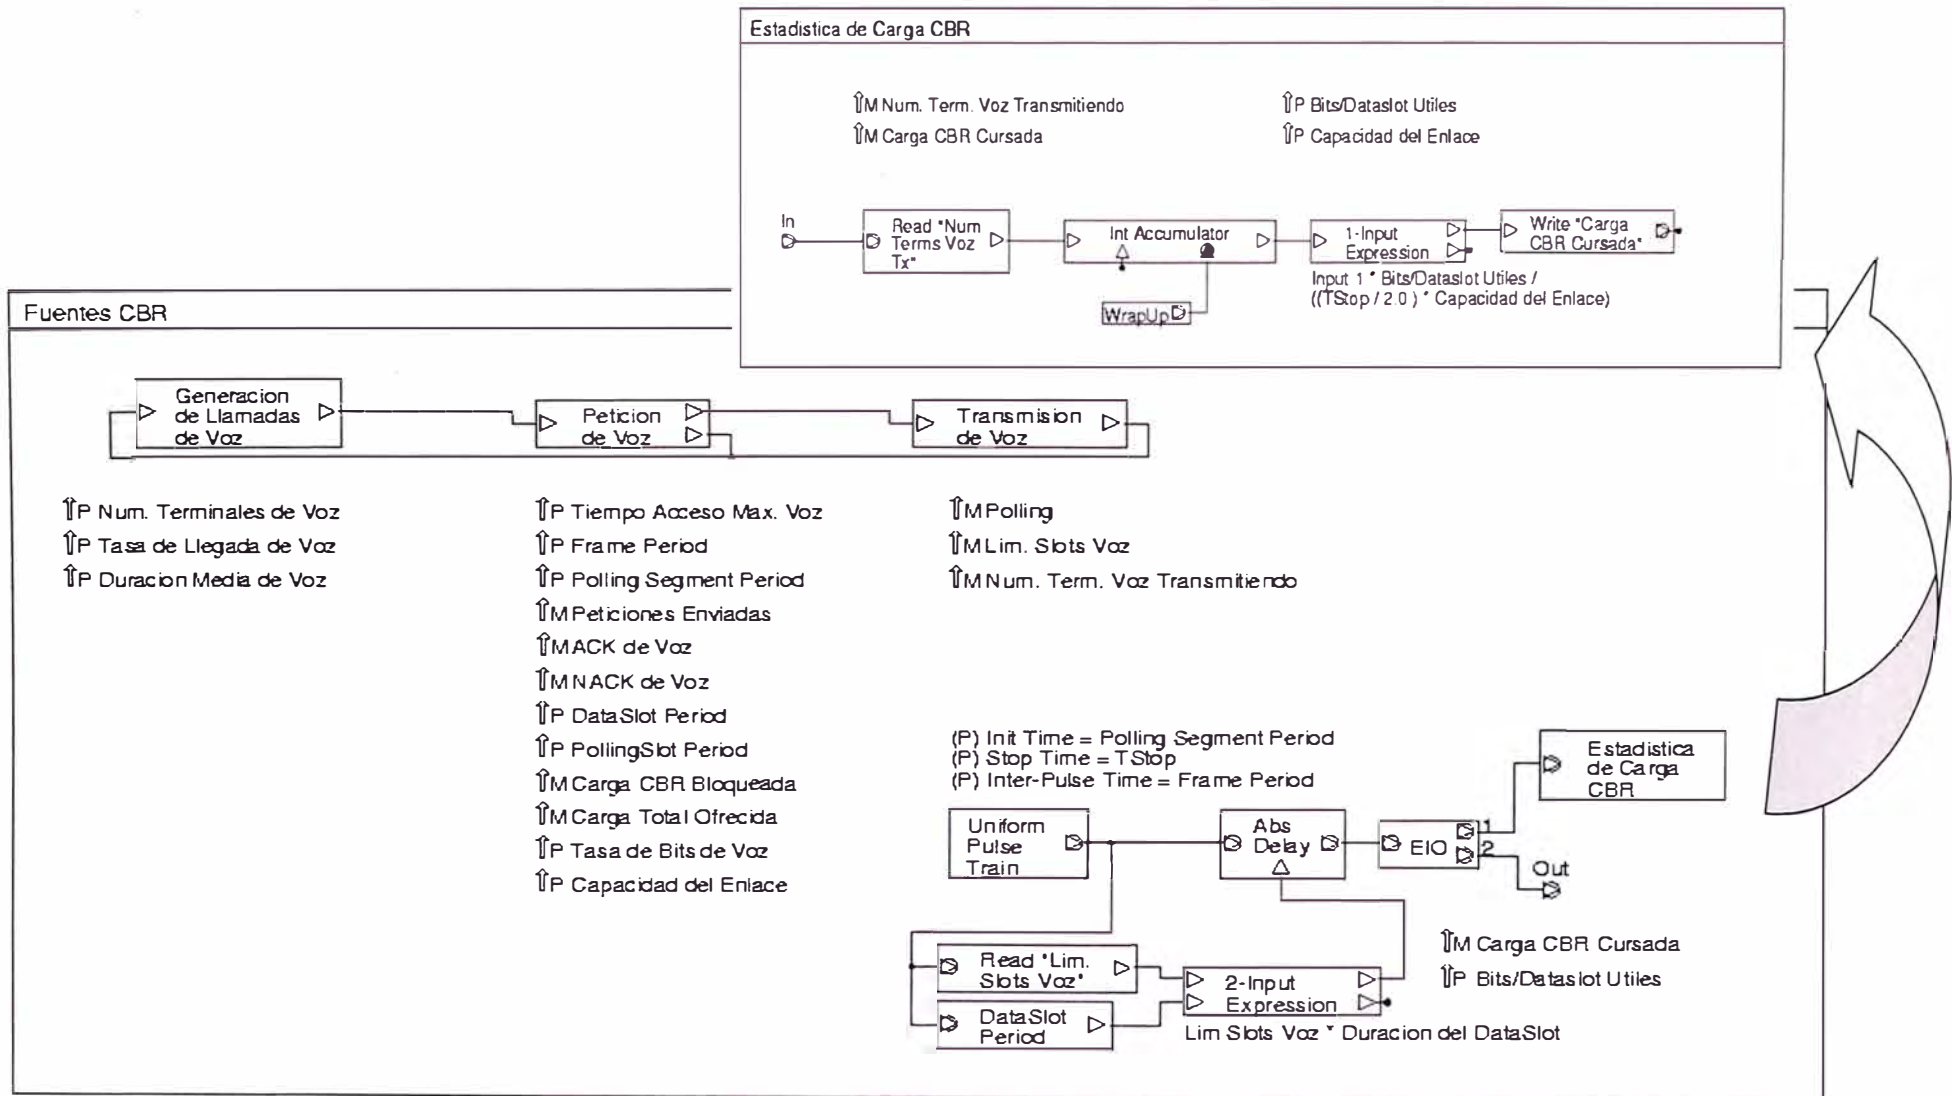 Estadistica de Carga CBR
⇑M Num. Term. Voz Transmitiendo
⇑M Carga CBR Cursada
⇑P Bits/Dataslot Utiles
⇑P Capacidad del Enlace
In
Read "Num
Terms Voz
Tx"
Int Accumulator
WrapUp
1-Input
Expression
Input 1 * Bits/Dataslot Utiles /
((TStop / 2.0 ) * Capacidad del Enlace)
Write "Carga
CBR Cursada"
Fuentes CBR
Generacion
de Llamadas
de Voz
Peticion
de Voz
Transmision
de Voz
⇑P Num. Terminales de Voz
⇑P Tasa de Llegada de Voz
⇑P Duracion Media de Voz
⇑P Tiempo Acceso Max. Voz
⇑P Frame Period
⇑P Polling Segment Period
⇑M Peticiones Enviadas
⇑M ACK de Voz
⇑M NACK de Voz
⇑P DataSlot Period
⇑P PollingSlot Period
⇑M Carga CBR Bloqueada
⇑M Carga Total Ofrecida
⇑P Tasa de Bits de Voz
⇑P Capacidad del Enlace
⇑M Polling
⇑M Lim. Slots Voz
⇑M Num. Term. Voz Transmitiendo
(P) Init Time = Polling Segment Period
(P) Stop Time = TStop
(P) Inter-Pulse Time = Frame Period
Uniform
Pulse
Train
Abs
Delay
EIO
1
2
Estadistica
de Carga
CBR
Out
Read "Lim.
Slots Voz"
DataSlot
Period
2-Input
Expression
Lim Slots Voz * Duracion del DataSlot
⇑M Carga CBR Cursada
⇑P Bits/Dataslot Utiles